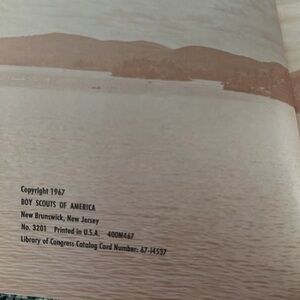 Copyright 1967
BOY SCOUTS OF AMERICA
New Brunswick, New Jersey
No. 3201 Printed in U.S.A. 400M467
Library of Congress Catalog Card Number: 67-14537